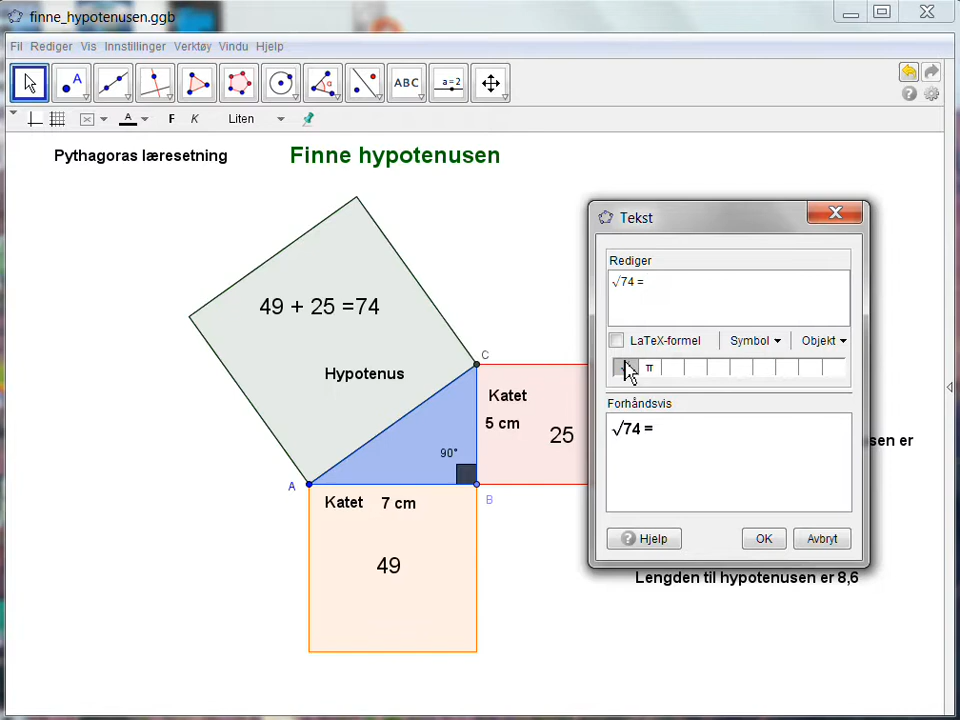 finne_hypotenusen.ggb
Fil Rediger Vis Innstillinger Verktøy Vindu Hjelp
A ABC a=2
A F K Liten
Pythagoras læresetning
Finne hypotenusen
Tekst
Rediger
√74 =
LaTeX-formel Symbol Objekt
π
Forhåndsvis
√74 =
Hjelp OK Avbryt
49 + 25 =74
Hypotenus
C
Katet
5 cm
25
sen er
90°
A
B
Katet 7 cm
49
Lengden til hypotenusen er 8,6